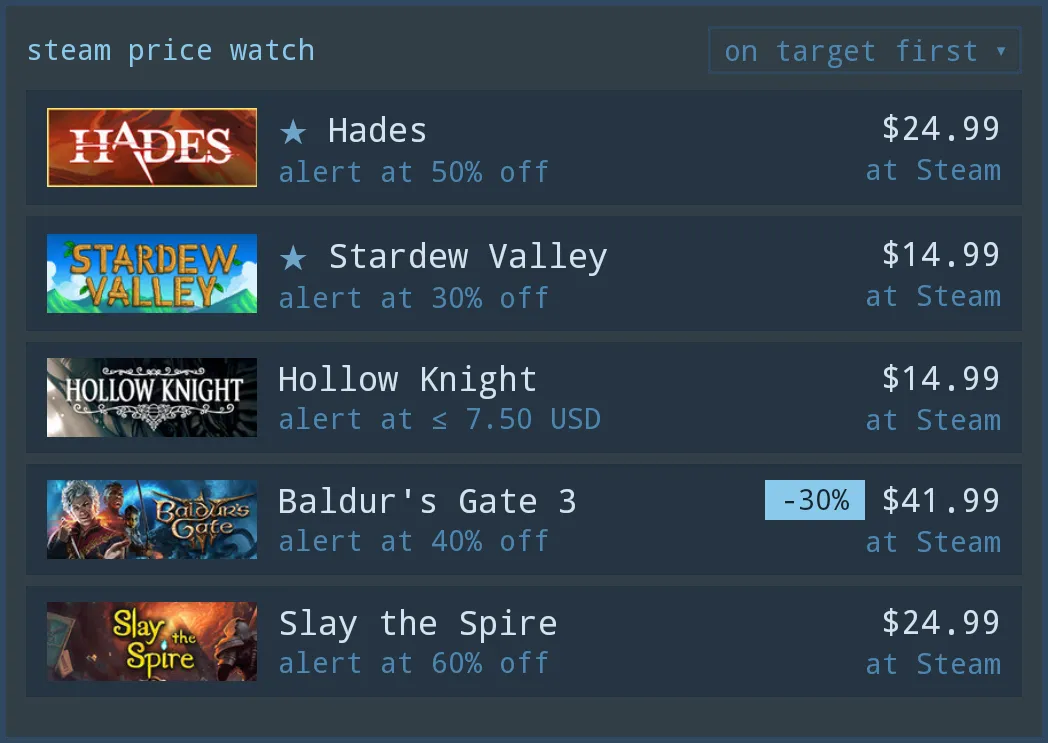 steam price watch
on target first ▾
HADES
★ Hades
$24.99
alert at 50% off
at Steam
STARDEW
VALLEY
★ Stardew Valley
$14.99
alert at 30% off
at Steam
HOLLOW KNIGHT
Hollow Knight
$14.99
alert at ≤ 7.50 USD
at Steam
Baldur's
Gate
Baldur's Gate 3
-30% $41.99
alert at 40% off
at Steam
Slay the
Spire
Slay the Spire
$24.99
alert at 60% off
at Steam